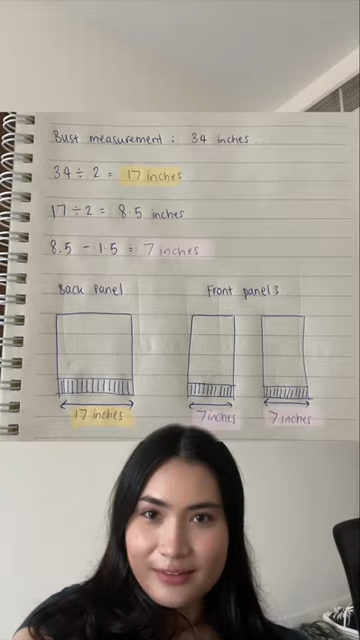 Bust measurement : 34 inches
34 ÷ 2 = 17 inches
17 ÷ 2 = 8.5 inches
8.5 - 1.5 = 7 inches
Back Panel Front panels
17 inches 7 inches 7 inches